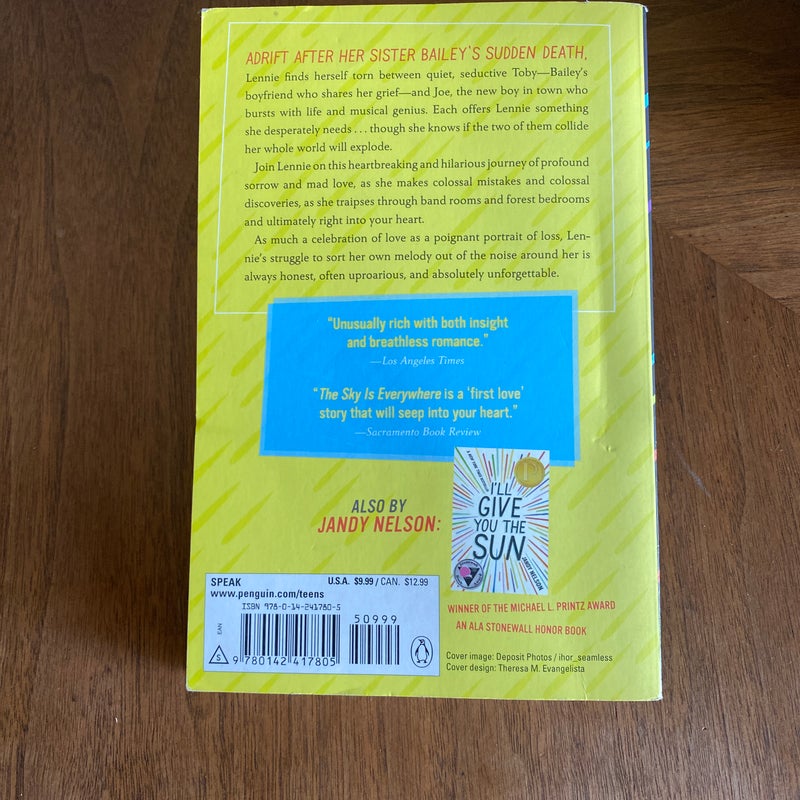 ADRIFT AFTER HER SISTER BAILEY'S SUDDEN DEATH,
Lennie finds herself torn between quiet, seductive Toby—Bailey's
boyfriend who shares her grief—and Joe, the new boy in town who
bursts with life and musical genius. Each offers Lennie something
she desperately needs . . . though she knows if the two of them collide
her whole world will explode.
Join Lennie on this heartbreaking and hilarious journey of profound
sorrow and mad love, as she makes colossal mistakes and colossal
discoveries, as she traipses through band rooms and forest bedrooms
and ultimately right into your heart.
As much a celebration of love as a poignant portrait of loss, Len-
nie's struggle to sort her own melody out of the noise around her is
always honest, often uproarious, and absolutely unforgettable.
"Unusually rich with both insight
and breathless romance."
—Los Angeles Times
"The Sky Is Everywhere is a 'first love'
story that will seep into your heart."
—Sacramento Book Review
ALSO BY
JANDY NELSON:
I'LL
GIVE
YOU THE
SUN
JANDY NELSON
WINNER OF THE MICHAEL L. PRINTZ AWARD
AN ALA STONEWALL HONOR BOOK
SPEAK
U.S.A. $9.99 / CAN. $12.99
www.penguin.com/teens
ISBN 978-0-14-241780-5
50999
EAN
S
9 780142 417805
Cover image: Deposit Photos / ihor_seamless
Cover design: Theresa M. Evangelista